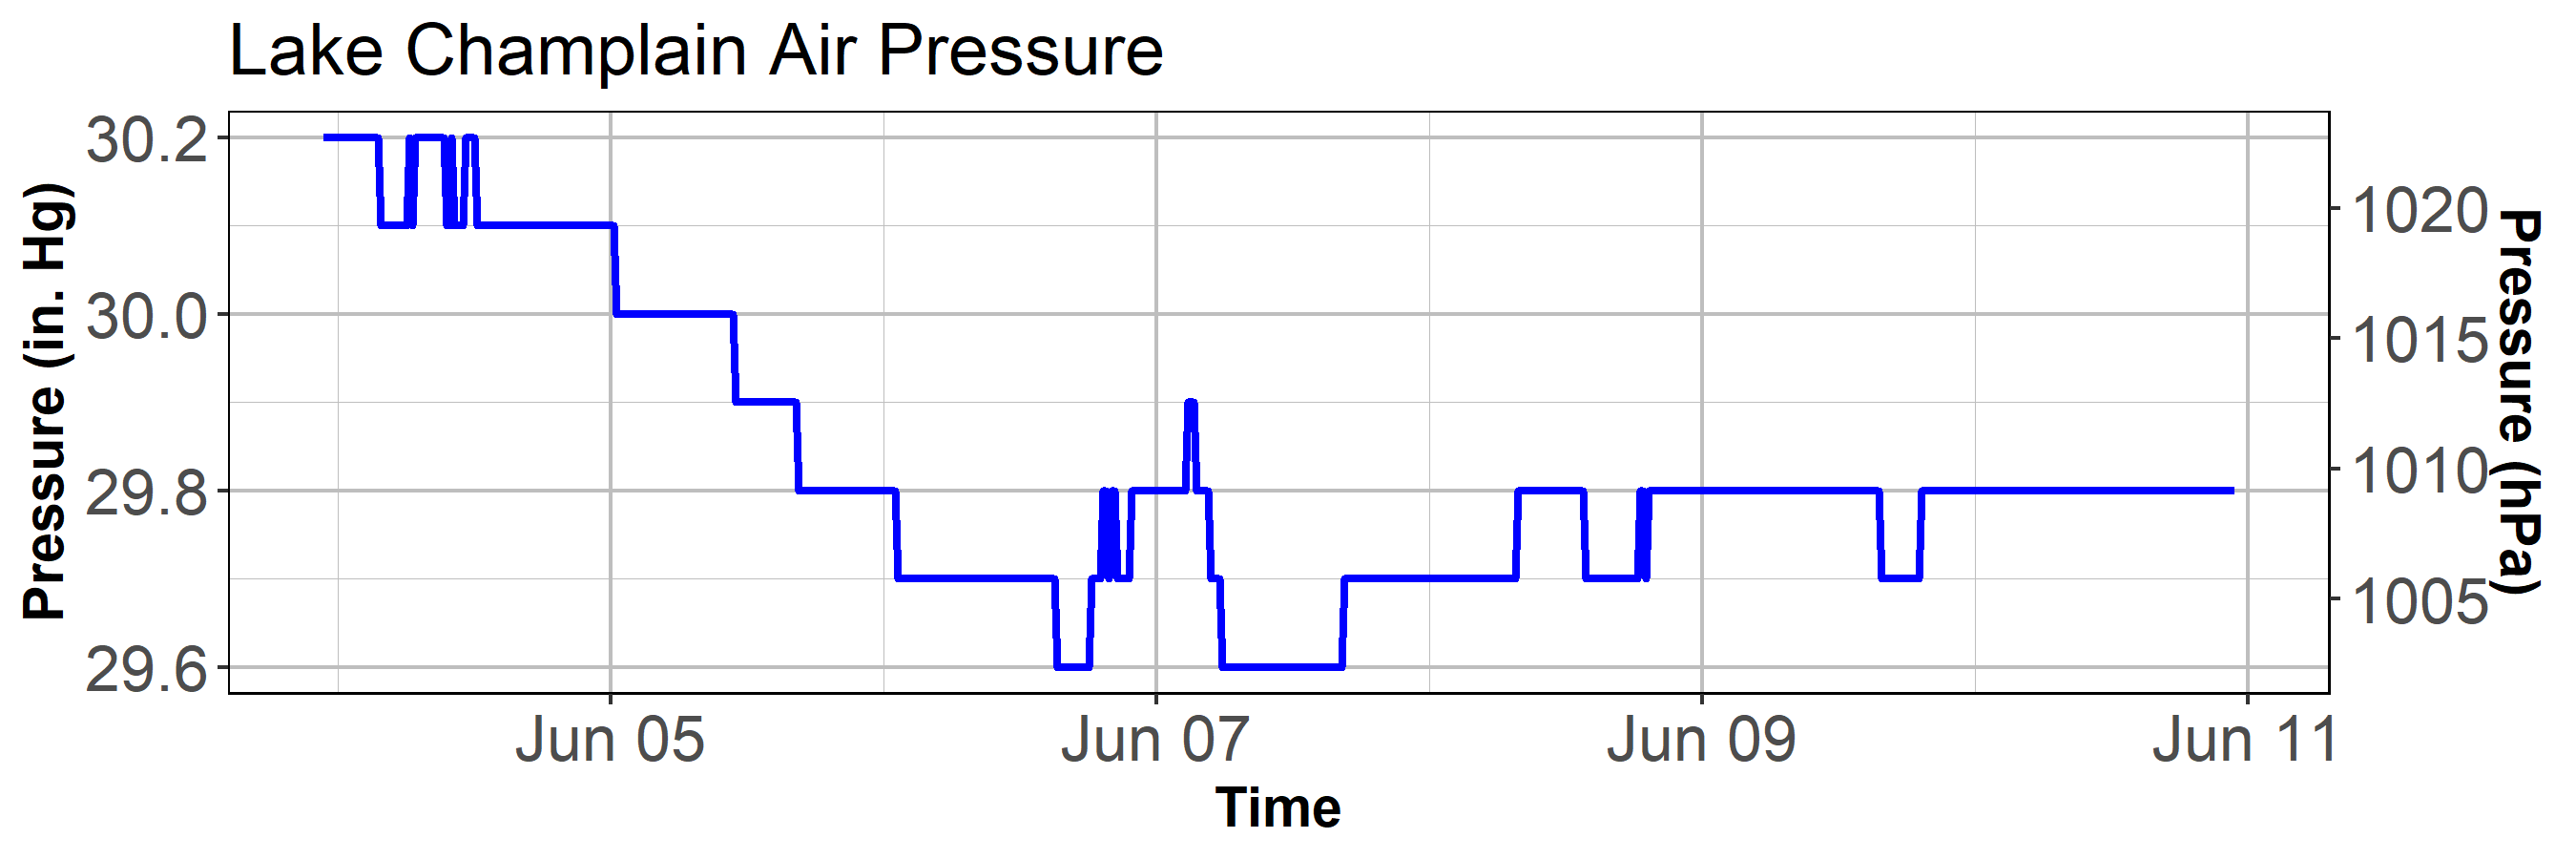 Lake Champlain Air Pressure
Pressure (in. Hg)
30.2
30.0
29.8
29.6
1020
1015
1010
1005
Pressure (hPa)
Jun 05
Jun 07
Jun 09
Jun 11
Time